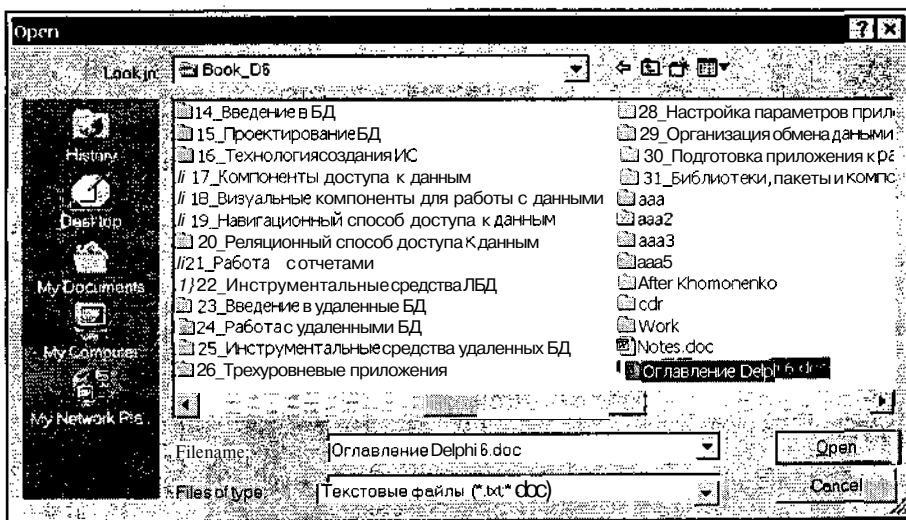 Open
Look in:
Book_D6
History
Desktop
My Documents
My Computer
My Network Pla
14_Введение в БД
15_Проектирование БД
16_Технологиясоздания ИС
17_Компоненты доступа к данным
18_Визуальные компоненты для работы с данными
19_Навигационный способ доступа к данным
20_Реляционный способ доступа к данным
21_Работа с отчетами
22_Инструментальные средства ЛБД
23_Введение в удаленные БД
24_Работа с удаленными БД
25_Инструментальные средства удаленных БД
26_Трехуровневые приложения
28_Настройка параметров прил
29_Организация обмена даными
30_Подготовка приложения к ра
31_Библиотеки, пакеты и компо
aaa
aaa2
aaa3
aaa5
After Khomonenko
cdr
Work
Notes.doc
Оглавление Delphi 6.doc
Filename:
Оглавление Delphi 6.doc
Open
Files of type:
Текстовые файлы (*.txt* doc)
Cancel